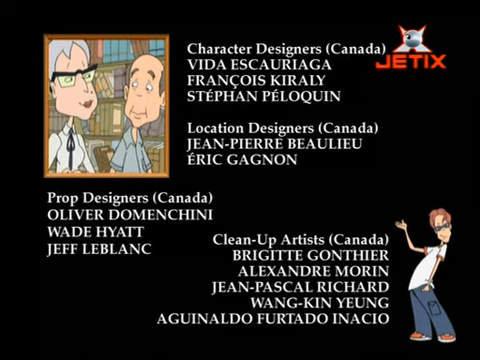 Character Designers (Canada)
VIDA ESCAURIAGA
FRANÇOIS KIRALY
STÉPHAN PÉLOQUIN
JETIX
Location Designers (Canada)
JEAN-PIERRE BEAULIEU
ÉRIC GAGNON
Prop Designers (Canada)
OLIVER DOMENCHINI
WADE HYATT
JEFF LEBLANC
Clean-Up Artists (Canada)
BRIGITTE GONTHIER
ALEXANDRE MORIN
JEAN-PASCAL RICHARD
WANG-KIN YEUNG
AGUINALDO FURTADO INACIO